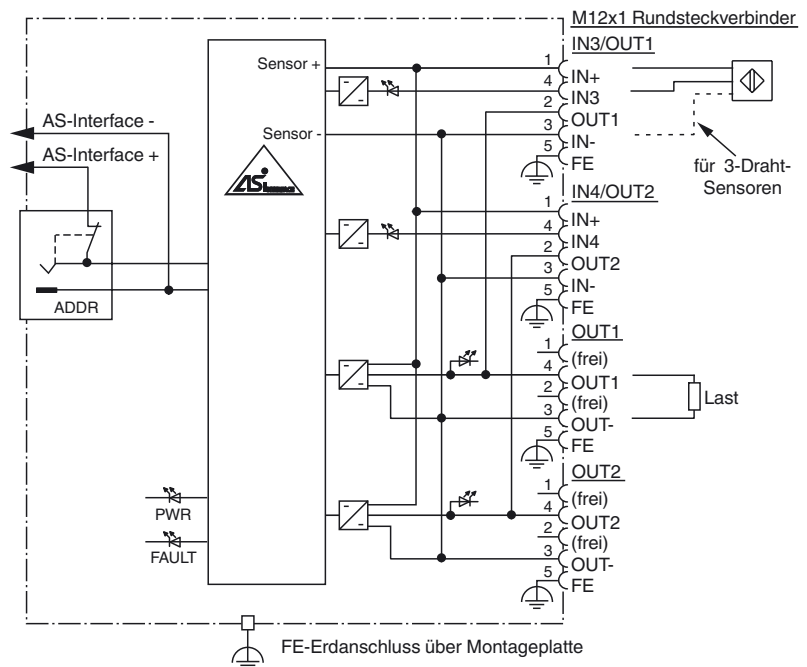 M12x1 Rundsteckverbinder
IN3/OUT1
Sensor +
1
IN+
4
IN3
2
OUT1
3
IN-
5
FE
für 3-Draht-
Sensoren
AS-Interface -
Sensor -
AS-Interface +
ASi
INTERFACE
ADDR
IN4/OUT2
1
IN+
4
IN4
2
OUT2
3
IN-
5
FE
OUT1
1
(frei)
4
OUT1
2
(frei)
3
OUT-
5
FE
Last
OUT2
1
(frei)
4
OUT2
2
(frei)
3
OUT-
5
FE
PWR
FAULT
FE-Erdanschluss über Montageplatte